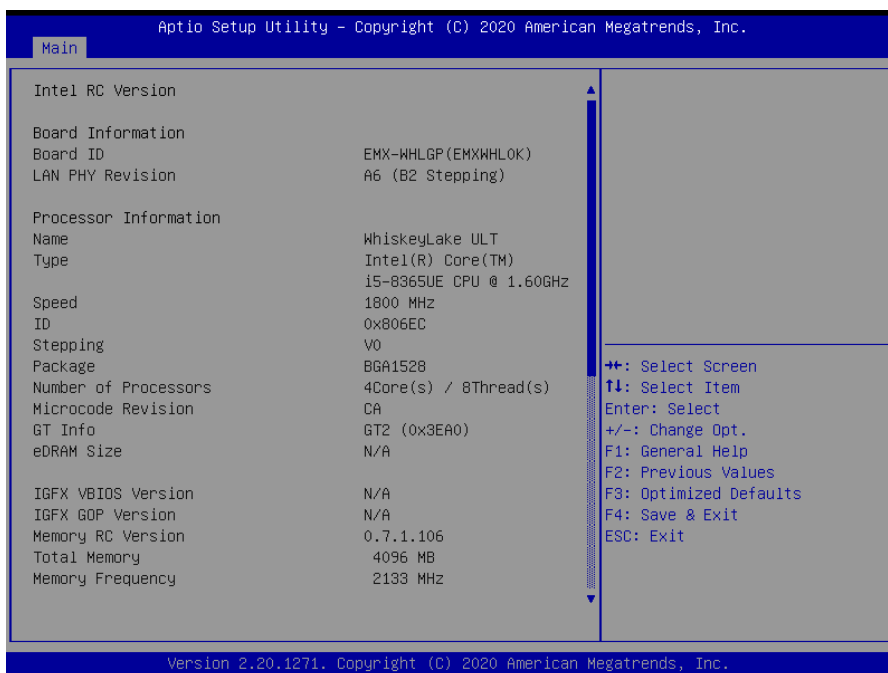 Aptio Setup Utility – Copyright (C) 2020 American Megatrends, Inc.
Main
Intel RC Version
Board Information
Board ID EMX-WHLGP(EMXWHL0K)
LAN PHY Revision A6 (B2 Stepping)
Processor Information
Name WhiskeyLake ULT
Type Intel(R) Core(TM)
i5-8365UE CPU @ 1.60GHz
Speed 1800 MHz
ID 0x806EC
Stepping V0
Package BGA1528
Number of Processors 4Core(s) / 8Thread(s)
Microcode Revision CA
GT Info GT2 (0x3EA0)
eDRAM Size N/A
IGFX VBIOS Version N/A
IGFX GOP Version N/A
Memory RC Version 0.7.1.106
Total Memory 4096 MB
Memory Frequency 2133 MHz
→←: Select Screen
↑↓: Select Item
Enter: Select
+/-: Change Opt.
F1: General Help
F2: Previous Values
F3: Optimized Defaults
F4: Save & Exit
ESC: Exit
Version 2.20.1271. Copyright (C) 2020 American Megatrends, Inc.